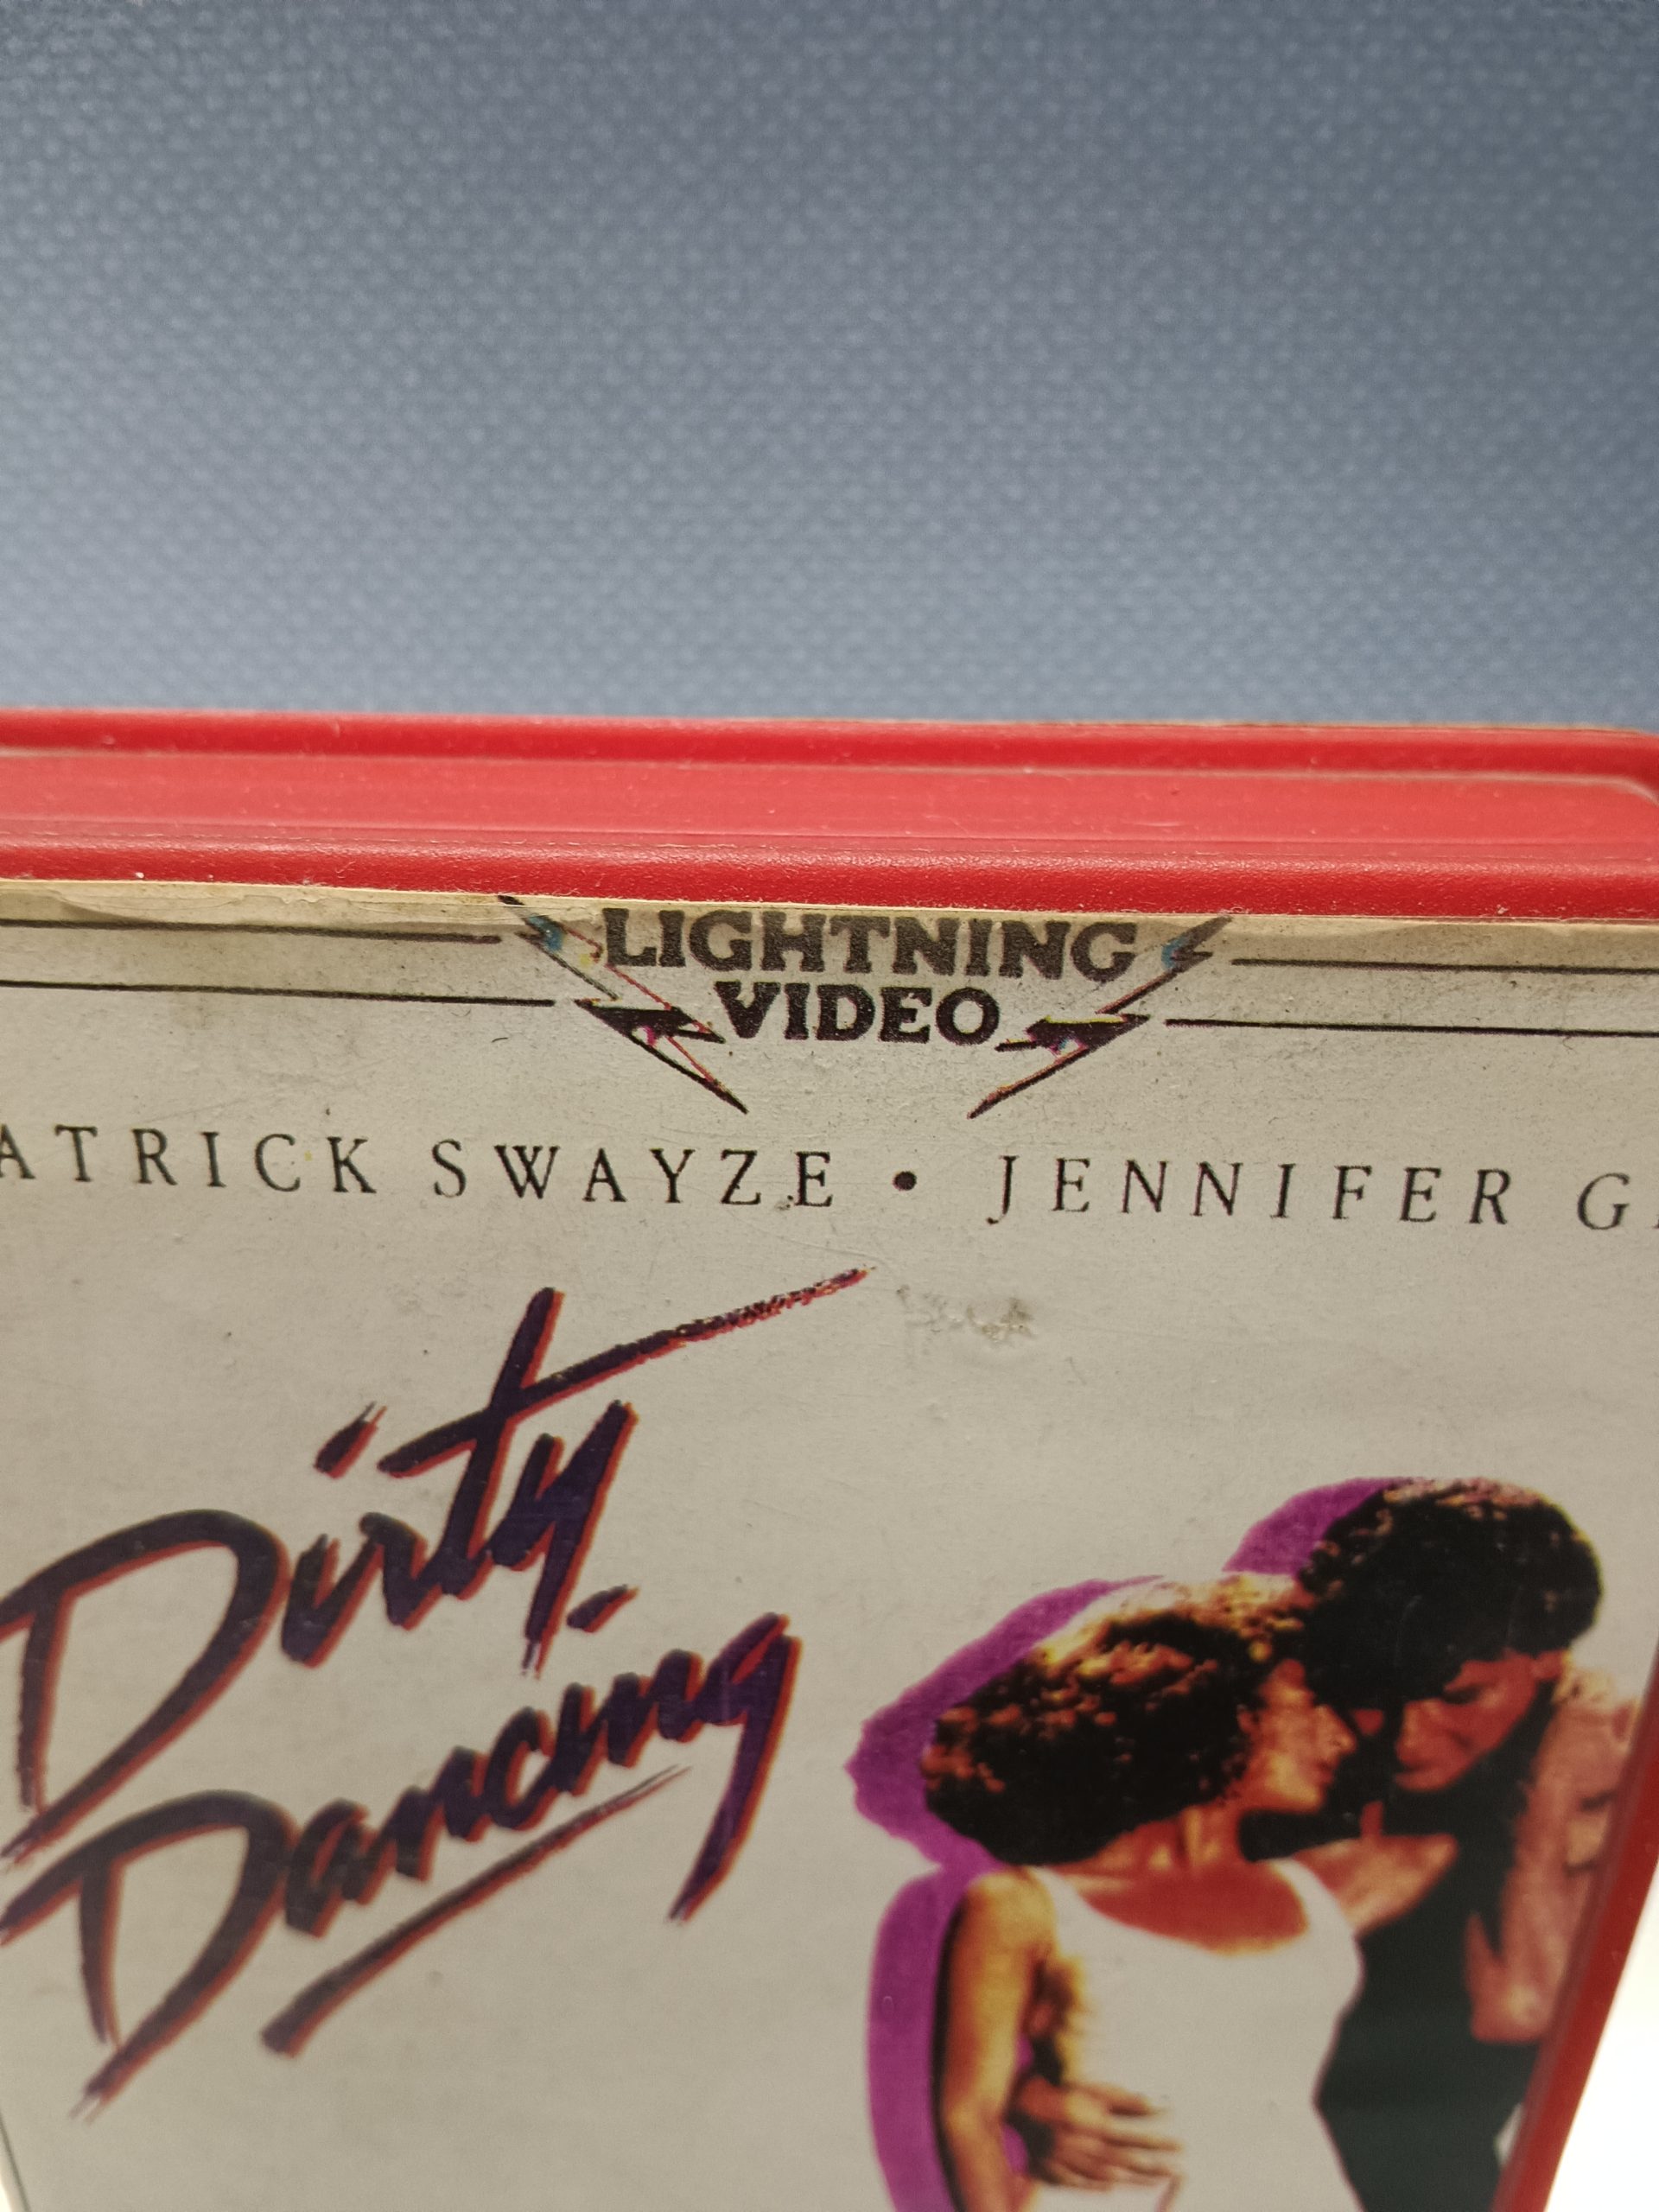 LIGHTNING
VIDEO
ATRICK SWAYZE • JENNIFER G
Dirty
Dancing